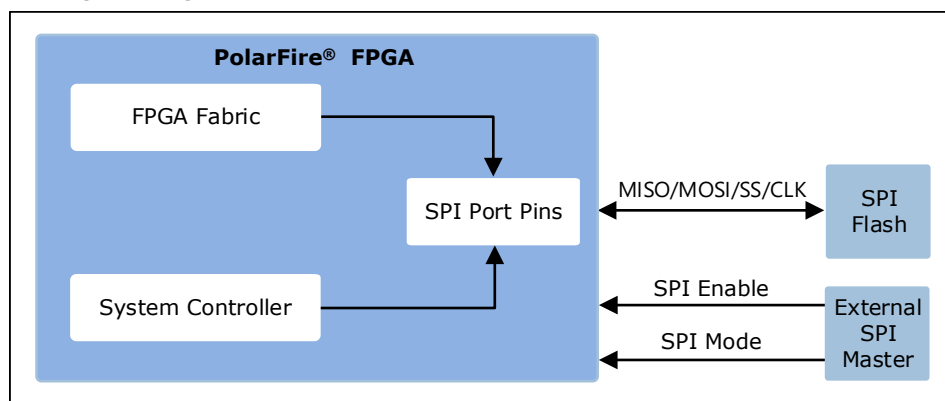 PolarFire® FPGA
FPGA Fabric
SPI Port Pins
System Controller
MISO/MOSI/SS/CLK
SPI
Flash
SPI Enable
SPI Mode
External
SPI
Master